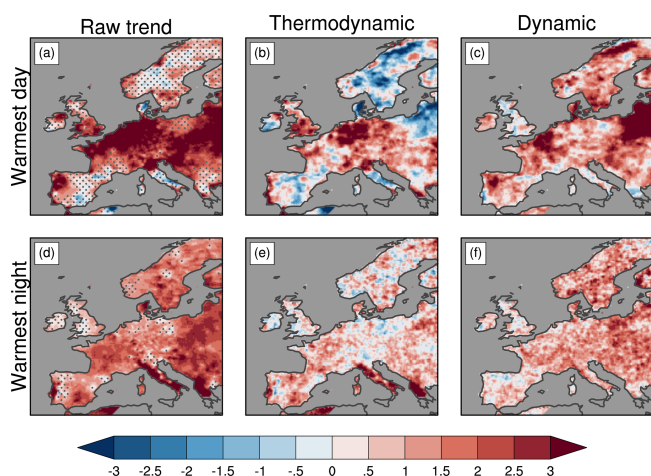 Raw trend Thermodynamic Dynamic
Warmest day
(a) (b) (c)
Warmest night
(d) (e) (f)
-3 -2.5 -2 -1.5 -1 -.5 0 .5 1 1.5 2 2.5 3